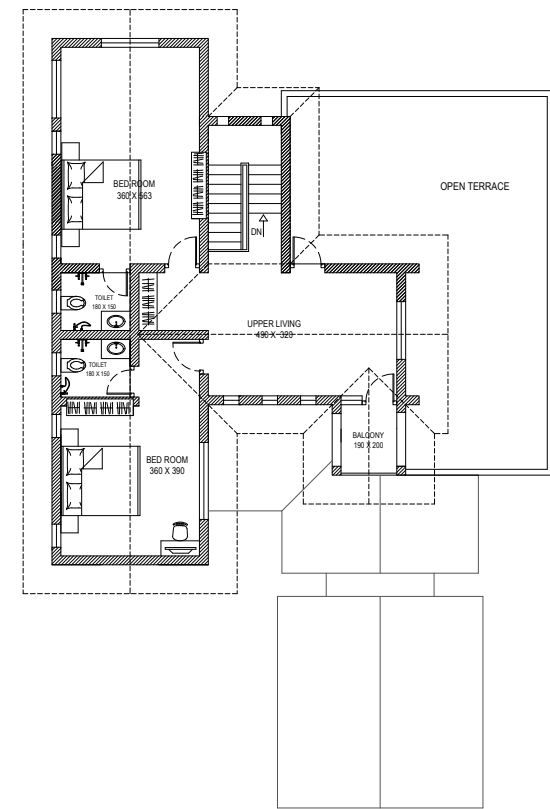 BED ROOM
360 X 563
OPEN TERRACE
DN
TOILET
180 X 150
UPPER LIVING
490 X 320
TOILET
180 X 150
BALCONY
190 X 200
BED ROOM
360 X 390